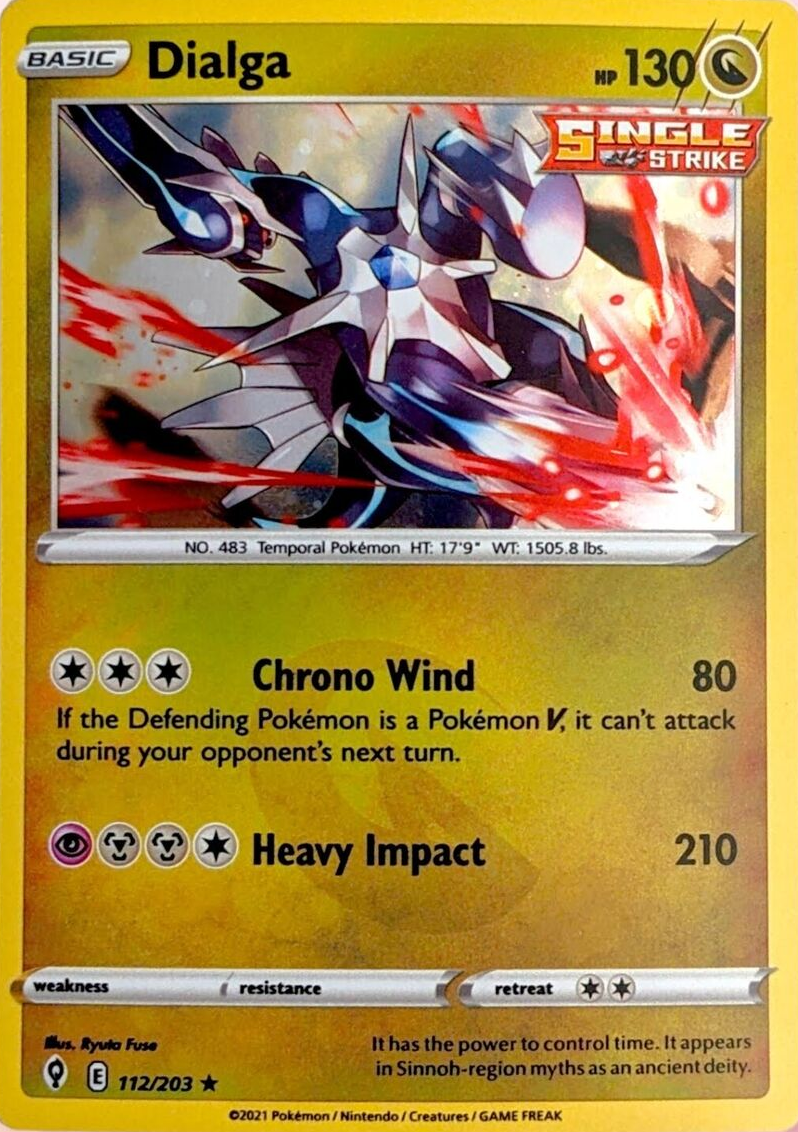 BASIC Dialga HP 130
SINGLE
STRIKE
NO. 483 Temporal Pokémon HT: 17'9" WT: 1505.8 lbs.
Chrono Wind 80
If the Defending Pokémon is a Pokémon V, it can't attack
during your opponent's next turn.
Heavy Impact 210
weakness resistance retreat
Illus. Ryuta Fuse
It has the power to control time. It appears
in Sinnoh-region myths as an ancient deity.
E 112/203 ★
©2021 Pokémon / Nintendo / Creatures / GAME FREAK